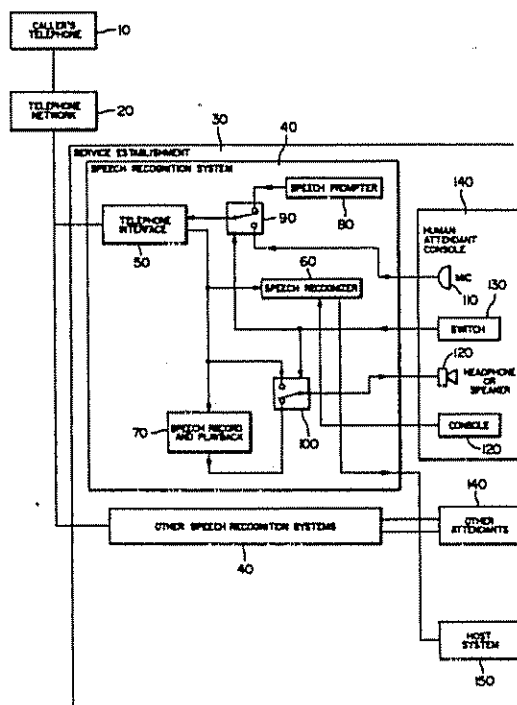 CALLER'S
TELEPHONE
10
TELEPHONE
NETWORK
20
30
SERVICE ESTABLISHMENT
40
SPEECH RECOGNITION SYSTEM
SPEECH PROMPTER
80
90
TELEPHONE
INTERFACE
50
60
SPEECH RECOGNIZER
140
HUMAN
ATTENDANT
CONSOLE
MIC
110
130
SWITCH
120
HEADPHONE
OR
SPEAKER
CONSOLE
120
70
SPEECH RECORD
AND PLAYBACK
100
OTHER SPEECH RECOGNITION SYSTEMS
40
140
OTHER
ATTENDANTS
HOST
SYSTEM
150